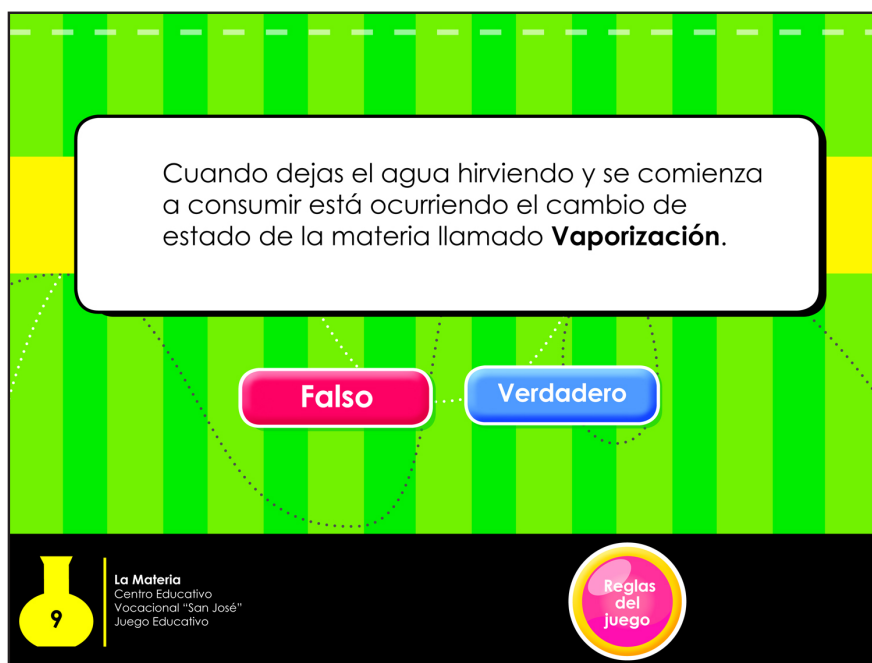 Cuando dejas el agua hirviendo y se comienza
a consumir está ocurriendo el cambio de
estado de la materia llamado Vaporización.
Falso
Verdadero
9
La Materia
Centro Educativo
Vocacional “San José”
Juego Educativo
Reglas
del
juego